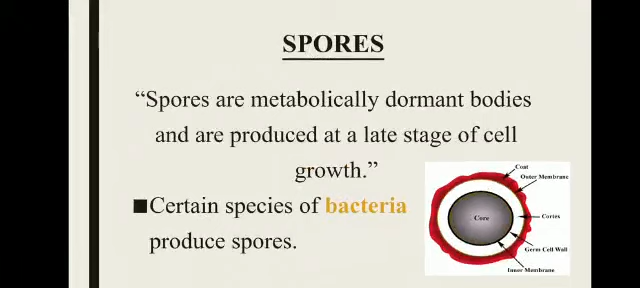 SPORES
“Spores are metabolically dormant bodies
and are produced at a late stage of cell
growth.”
■Certain species of bacteria
produce spores.
Coat
Outer Membrane
Core
Cortex
Germ Cell Wall
Inner Membrane